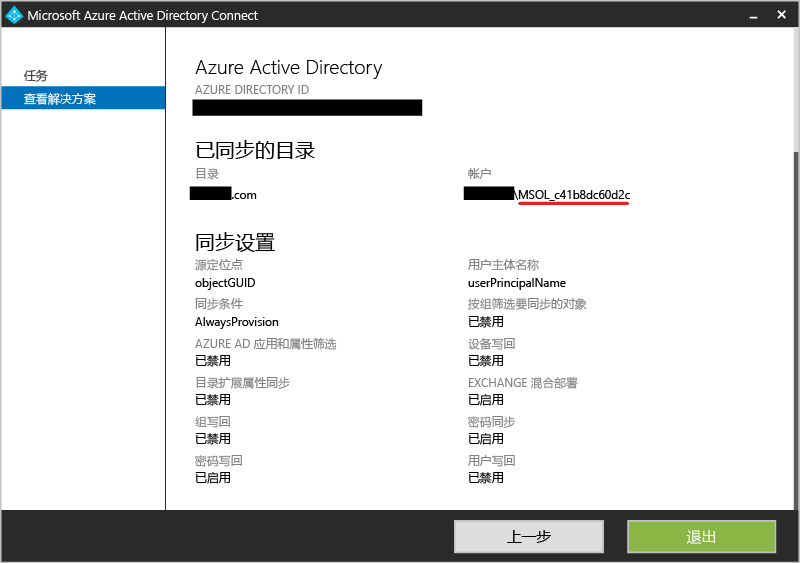 Microsoft Azure Active Directory Connect
任务
查看解决方案
Azure Active Directory
AZURE DIRECTORY ID
已同步的目录
目录
帐户
.com
\MSOL_c41b8dc60d2c
同步设置
源定位点
用户主体名称
objectGUID
userPrincipalName
同步条件
按组筛选要同步的对象
AlwaysProvision
已禁用
AZURE AD 应用和属性筛选
设备写回
已禁用
已禁用
目录扩展属性同步
EXCHANGE 混合部署
已禁用
已启用
组写回
密码同步
已禁用
已启用
密码写回
用户写回
已启用
已禁用
上一步
退出